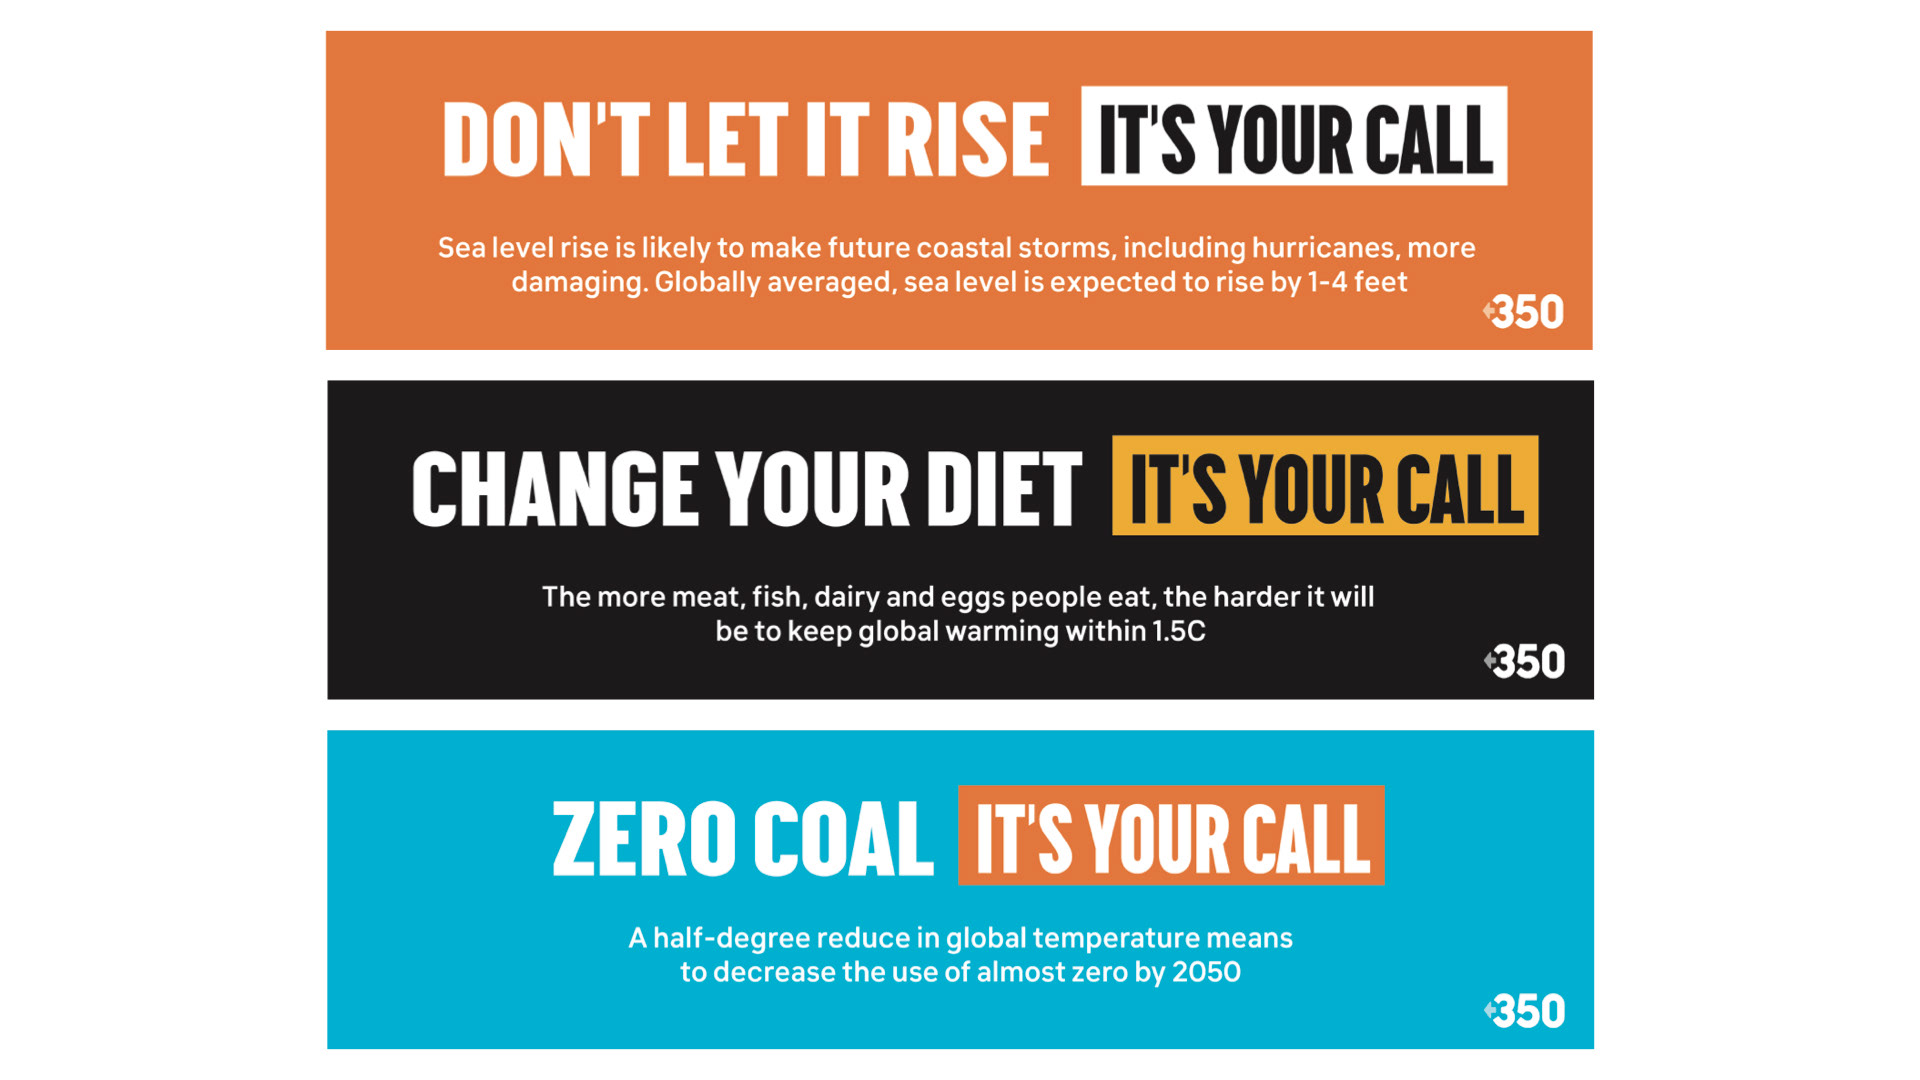 DON'T LET IT RISE IT'S YOUR CALL
Sea level rise is likely to make future coastal storms, including hurricanes, more
damaging. Globally averaged, sea level is expected to rise by 1-4 feet
350
CHANGE YOUR DIET IT'S YOUR CALL
The more meat, fish, dairy and eggs people eat, the harder it will
be to keep global warming within 1.5C
350
ZERO COAL IT'S YOUR CALL
A half-degree reduce in global temperature means
to decrease the use of almost zero by 2050
350